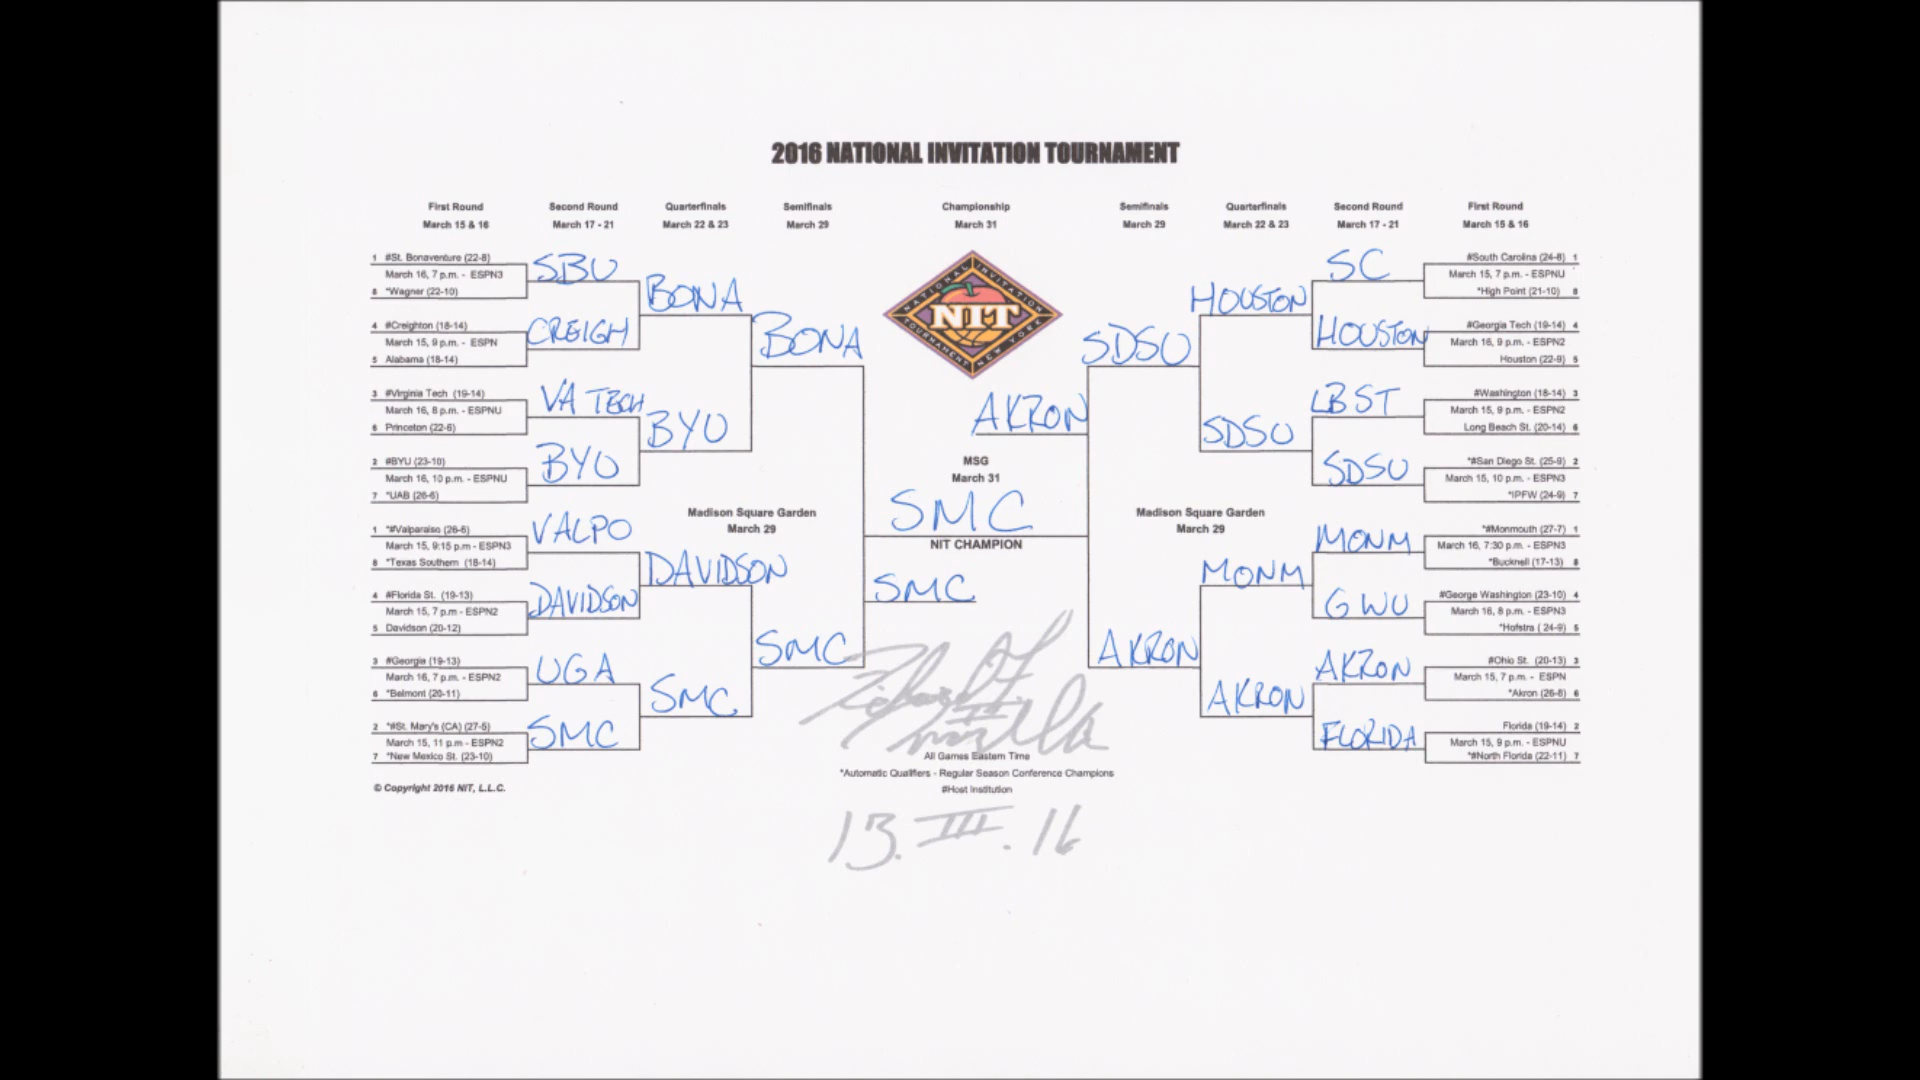 2016 NATIONAL INVITATION TOURNAMENT
First Round Second Round Quarterfinals Semifinals Championship Semifinals Quarterfinals Second Round First Round
March 15 & 16 March 17 - 21 March 22 & 23 March 29 March 31 March 29 March 22 & 23 March 17 - 21 March 15 & 16
1 #St. Bonaventure (22-8)
March 16, 7 p.m. - ESPN3
8 *Wagner (22-10)
4 #Creighton (18-14)
March 15, 9 p.m. - ESPN
5 Alabama (18-14)
3 #Virginia Tech (19-14)
March 16, 8 p.m. - ESPNU
6 Princeton (22-6)
2 #BYU (23-10)
March 16, 10 p.m. - ESPNU
7 *UAB (26-6)
1 *#Valparaiso (26-6)
March 15, 9:15 p.m - ESPN3
8 *Texas Southern (18-14)
4 #Florida St. (19-13)
March 15, 7 p.m - ESPN2
5 Davidson (20-12)
3 #Georgia (19-13)
March 16, 7 p.m. - ESPN2
6 *Belmont (20-11)
2 *#St. Mary's (CA) (27-5)
March 15, 11 p.m - ESPN2
7 *New Mexico St. (23-10)
© Copyright 2016 NIT, L.L.C.
SBU
CREIGH
VA TECH
BYU
VALPO
DAVIDSON
UGA
SMC
BONA
BYU
DAVIDSON
SMC
BONA
SMC
Madison Square Garden
March 29
NATIONAL INVITATION
NIT
TOURNAMENT NEW YORK
AKRON
MSG
March 31
SMC
NIT CHAMPION
SMC
All Games Eastern Time
*Automatic Qualifiers - Regular Season Conference Champions
#Host Institution
13.III.16
SDSU
AKRON
Madison Square Garden
March 29
HOUSTON
SDSU
MONM
AKRON
SC
HOUSTON
LBST
SDSU
MONM
GWU
AKRON
FLORIDA
#South Carolina (24-8) 1
March 15, 7 p.m. - ESPNU
*High Point (21-10) 8
#Georgia Tech (19-14) 4
March 16, 9 p.m. - ESPN2
Houston (22-9) 5
#Washington (18-14) 3
March 15, 9 p.m. - ESPN2
Long Beach St. (20-14) 6
*#San Diego St. (25-9) 2
March 15, 10 p.m. - ESPN3
*IPFW (24-9) 7
*#Monmouth (27-7) 1
March 16, 7:30 p.m. - ESPN3
*Bucknell (17-13) 8
#George Washington (23-10) 4
March 16, 8 p.m. - ESPN3
*Hofstra ( 24-9) 5
#Ohio St. (20-13) 3
March 15, 7 p.m. - ESPN
*Akron (26-8) 6
Florida (19-14) 2
March 15, 9 p.m. - ESPNU
*#North Florida (22-11) 7